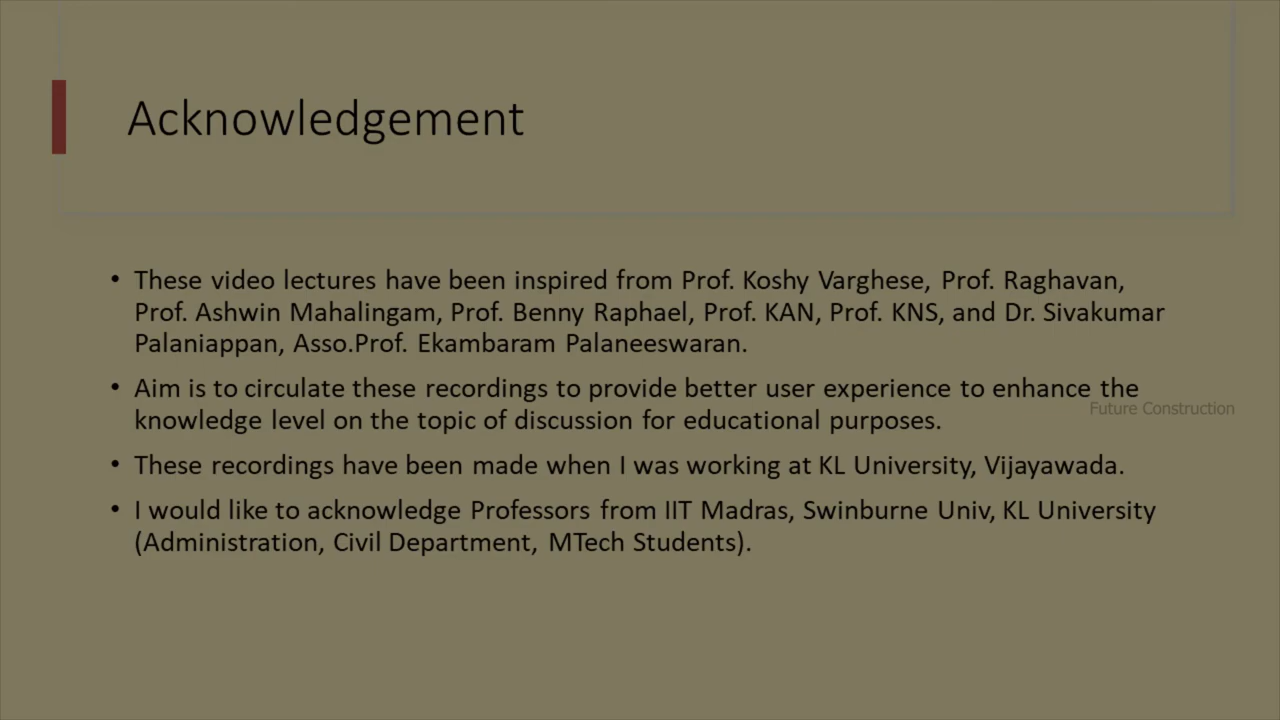 Acknowledgement
• These video lectures have been inspired from Prof. Koshy Varghese, Prof. Raghavan,
Prof. Ashwin Mahalingam, Prof. Benny Raphael, Prof. KAN, Prof. KNS, and Dr. Sivakumar
Palaniappan, Asso.Prof. Ekambaram Palaneeswaran.
• Aim is to circulate these recordings to provide better user experience to enhance the
knowledge level on the topic of discussion for educational purposes.
Future Construction
• These recordings have been made when I was working at KL University, Vijayawada.
• I would like to acknowledge Professors from IIT Madras, Swinburne Univ, KL University
(Administration, Civil Department, MTech Students).